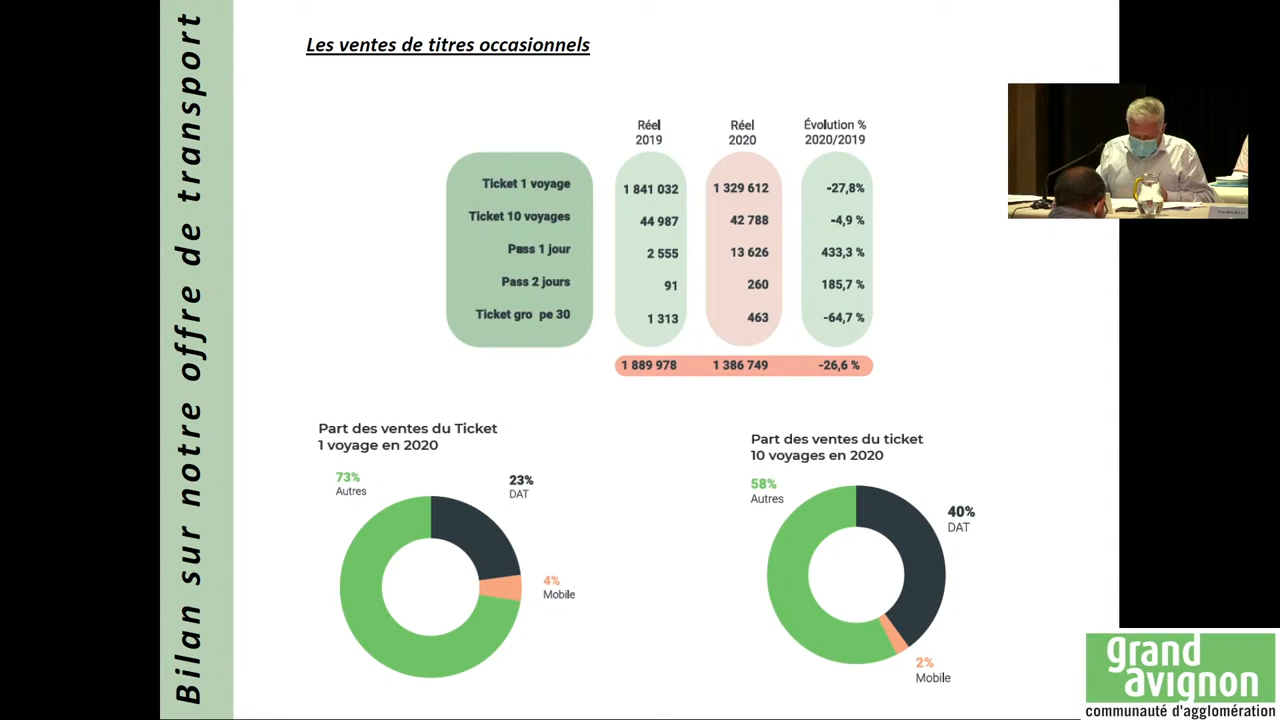 Bilan sur notre offre de transport
Les ventes de titres occasionnels
Réel 2019
Réel 2020
Évolution % 2020/2019
Ticket 1 voyage 1 841 032 1 329 612 -27,8%
Ticket 10 voyages 44 987 42 788 -4,9 %
Pass 1 jour 2 555 13 626 433,3 %
Pass 2 jours 91 260 185,7 %
Ticket gro pe 30 1 313 463 -64,7 %
1 889 978 1 386 749 -26,6 %
Part des ventes du Ticket
1 voyage en 2020
73%
Autres
23%
DAT
4%
Mobile
Part des ventes du ticket
10 voyages en 2020
58%
Autres
40%
DAT
2%
Mobile
grand
avignon
communauté d'agglomération